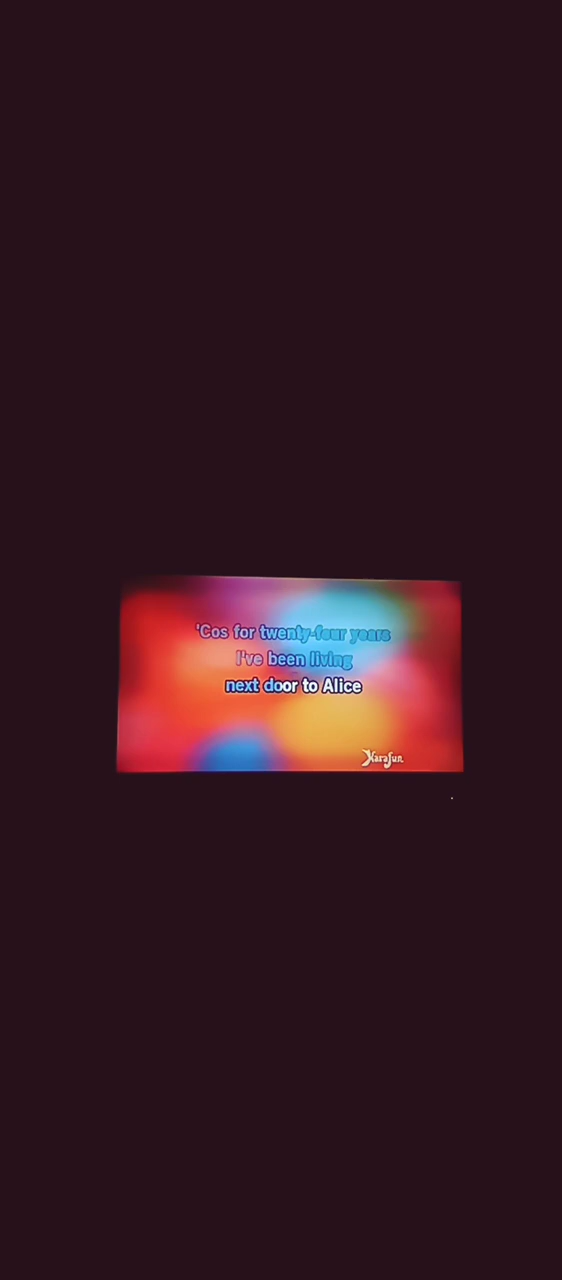 'Cos for twenty-four years
I've been living
next door to Alice
KaraFun